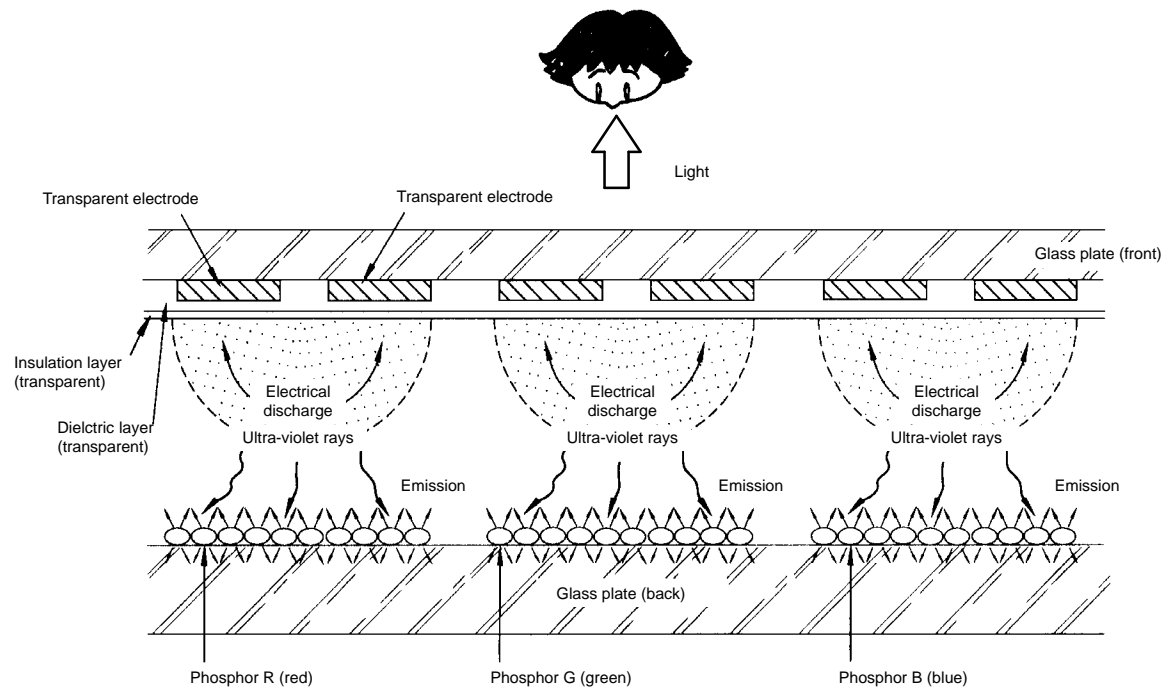 Light
Transparent electrode
Transparent electrode
Glass plate (front)
Insulation layer
(transparent)
Dielctric layer
(transparent)
Electrical
discharge
Ultra-violet rays
Emission
Electrical
discharge
Ultra-violet rays
Emission
Electrical
discharge
Ultra-violet rays
Emission
Glass plate (back)
Phosphor R (red)
Phosphor G (green)
Phosphor B (blue)